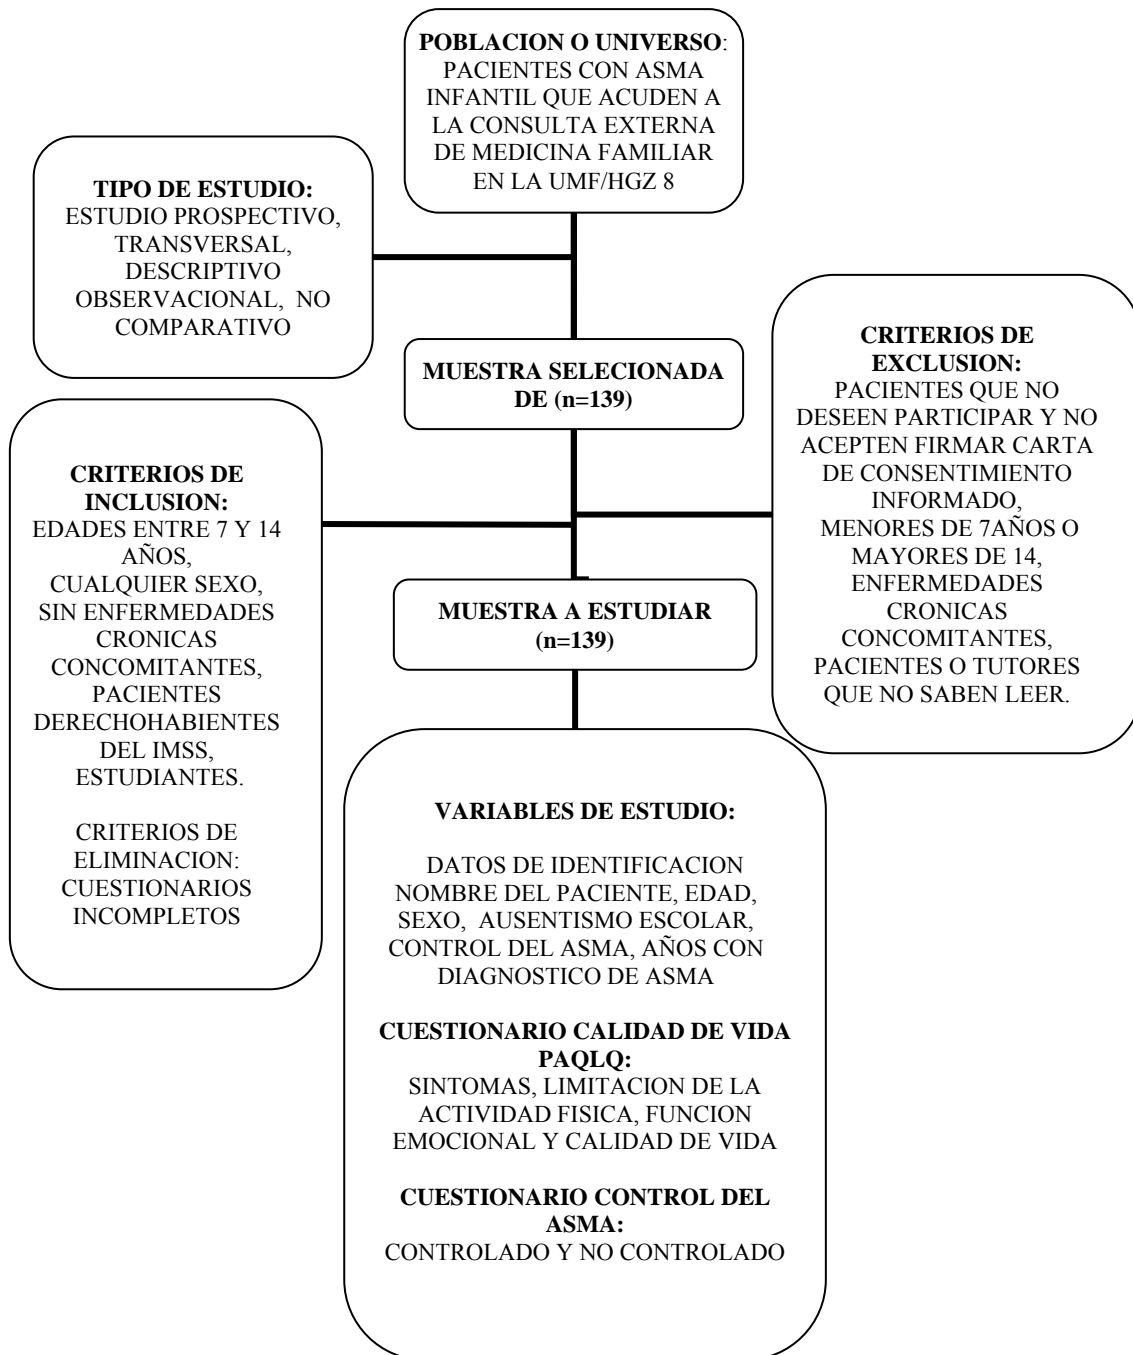 POBLACION O UNIVERSO:
PACIENTES CON ASMA
INFANTIL QUE ACUDEN A
LA CONSULTA EXTERNA
DE MEDICINA FAMILIAR
EN LA UMF/HGZ 8
TIPO DE ESTUDIO:
ESTUDIO PROSPECTIVO,
TRANSVERSAL,
DESCRIPTIVO
OBSERVACIONAL, NO
COMPARATIVO
MUESTRA SELECIONADA
DE (n=139)
CRITERIOS DE
EXCLUSION:
PACIENTES QUE NO
DESEEN PARTICIPAR Y NO
ACEPTEN FIRMAR CARTA
DE CONSENTIMIENTO
INFORMADO,
MENORES DE 7AÑOS O
MAYORES DE 14,
ENFERMEDADES
CRONICAS
CONCOMITANTES,
PACIENTES O TUTORES
QUE NO SABEN LEER.
CRITERIOS DE
INCLUSION:
EDADES ENTRE 7 Y 14
AÑOS,
CUALQUIER SEXO,
SIN ENFERMEDADES
CRONICAS
CONCOMITANTES,
PACIENTES
DERECHOHABIENTES
DEL IMSS,
ESTUDIANTES.
CRITERIOS DE
ELIMINACION:
CUESTIONARIOS
INCOMPLETOS
MUESTRA A ESTUDIAR
(n=139)
VARIABLES DE ESTUDIO:
DATOS DE IDENTIFICACION
NOMBRE DEL PACIENTE, EDAD,
SEXO, AUSENTISMO ESCOLAR,
CONTROL DEL ASMA, AÑOS CON
DIAGNOSTICO DE ASMA
CUESTIONARIO CALIDAD DE VIDA
PAQLQ:
SINTOMAS, LIMITACION DE LA
ACTIVIDAD FISICA, FUNCION
EMOCIONAL Y CALIDAD DE VIDA
CUESTIONARIO CONTROL DEL
ASMA:
CONTROLADO Y NO CONTROLADO